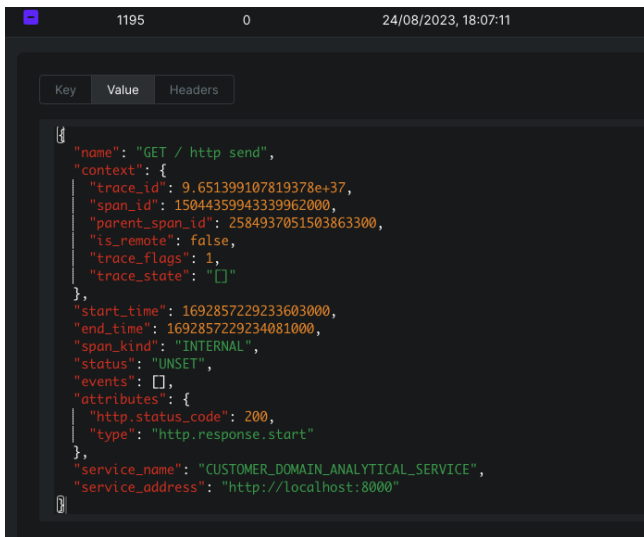 1195 0 24/08/2023, 18:07:11
Key Value Headers
{
"name": "GET / http send",
"context": {
"trace_id": 9.651399107819378e+37,
"span_id": 15044359943339962000,
"parent_span_id": 2584937051503863300,
"is_remote": false,
"trace_flags": 1,
"trace_state": "[]"
},
"start_time": 1692857229233603000,
"end_time": 1692857229234081000,
"span_kind": "INTERNAL",
"status": "UNSET",
"events": [],
"attributes": {
"http.status_code": 200,
"type": "http.response.start"
},
"service_name": "CUSTOMER_DOMAIN_ANALYTICAL_SERVICE",
"service_address": "http://localhost:8000"
}